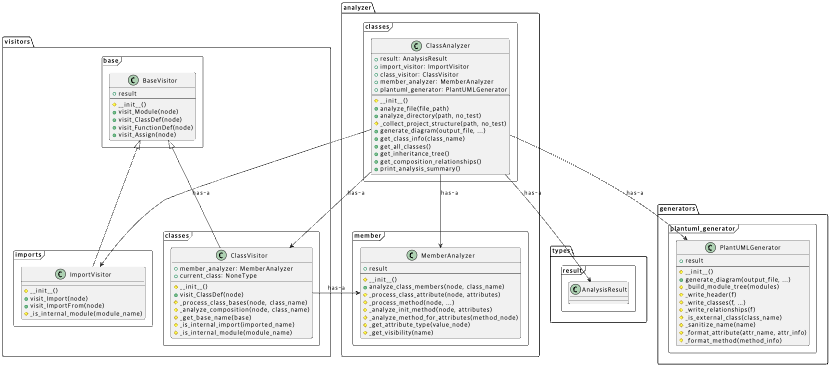 analyzer
classes
C ClassAnalyzer
result: AnalysisResult
import_visitor: ImportVisitor
class_visitor: ClassVisitor
member_analyzer: MemberAnalyzer
plantuml_generator: PlantUMLGenerator
__init__()
analyze_file(file_path)
analyze_directory(path, no_test)
_collect_project_structure(path, no_test)
generate_diagram(output_file, ...)
get_class_info(class_name)
get_all_classes()
get_inheritance_tree()
get_composition_relationships()
print_analysis_summary()
visitors
base
C BaseVisitor
result
__init__()
visit_Module(node)
visit_ClassDef(node)
visit_FunctionDef(node)
visit_Assign(node)
has-a
has-a
has-a
has-a
imports
C ImportVisitor
__init__()
visit_Import(node)
visit_ImportFrom(node)
_is_internal_module(module_name)
classes
C ClassVisitor
member_analyzer: MemberAnalyzer
current_class: NoneType
__init__()
visit_ClassDef(node)
_process_class_bases(node, class_name)
_analyze_composition(node, class_name)
_get_base_name(base)
_is_internal_import(imported_name)
_is_internal_module(module_name)
has-a
member
C MemberAnalyzer
result
__init__()
analyze_class_members(node, class_name)
_process_class_attribute(node, attributes)
_process_method(node, ...)
_analyze_init_method(node, attributes)
_analyze_method_for_attributes(method_node)
_get_attribute_type(value_node)
_get_visibility(name)
has-a
types
result
C AnalysisResult
generators
plantuml_generator
C PlantUMLGenerator
result
__init__()
generate_diagram(output_file, ...)
_build_module_tree(modules)
_write_header(f)
_write_classes(f, ...)
_write_relationships(f)
_is_external_class(class_name)
_sanitize_name(name)
_format_attribute(attr_name, attr_info)
_format_method(method_info)